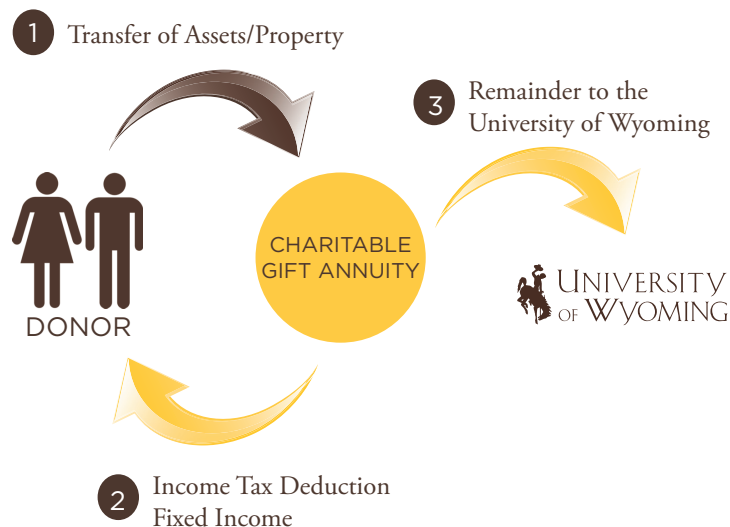 1 Transfer of Assets/Property
3 Remainder to the
University of Wyoming
CHARITABLE
GIFT ANNUITY
DONOR
UNIVERSITY
OF WYOMING
2 Income Tax Deduction
Fixed Income